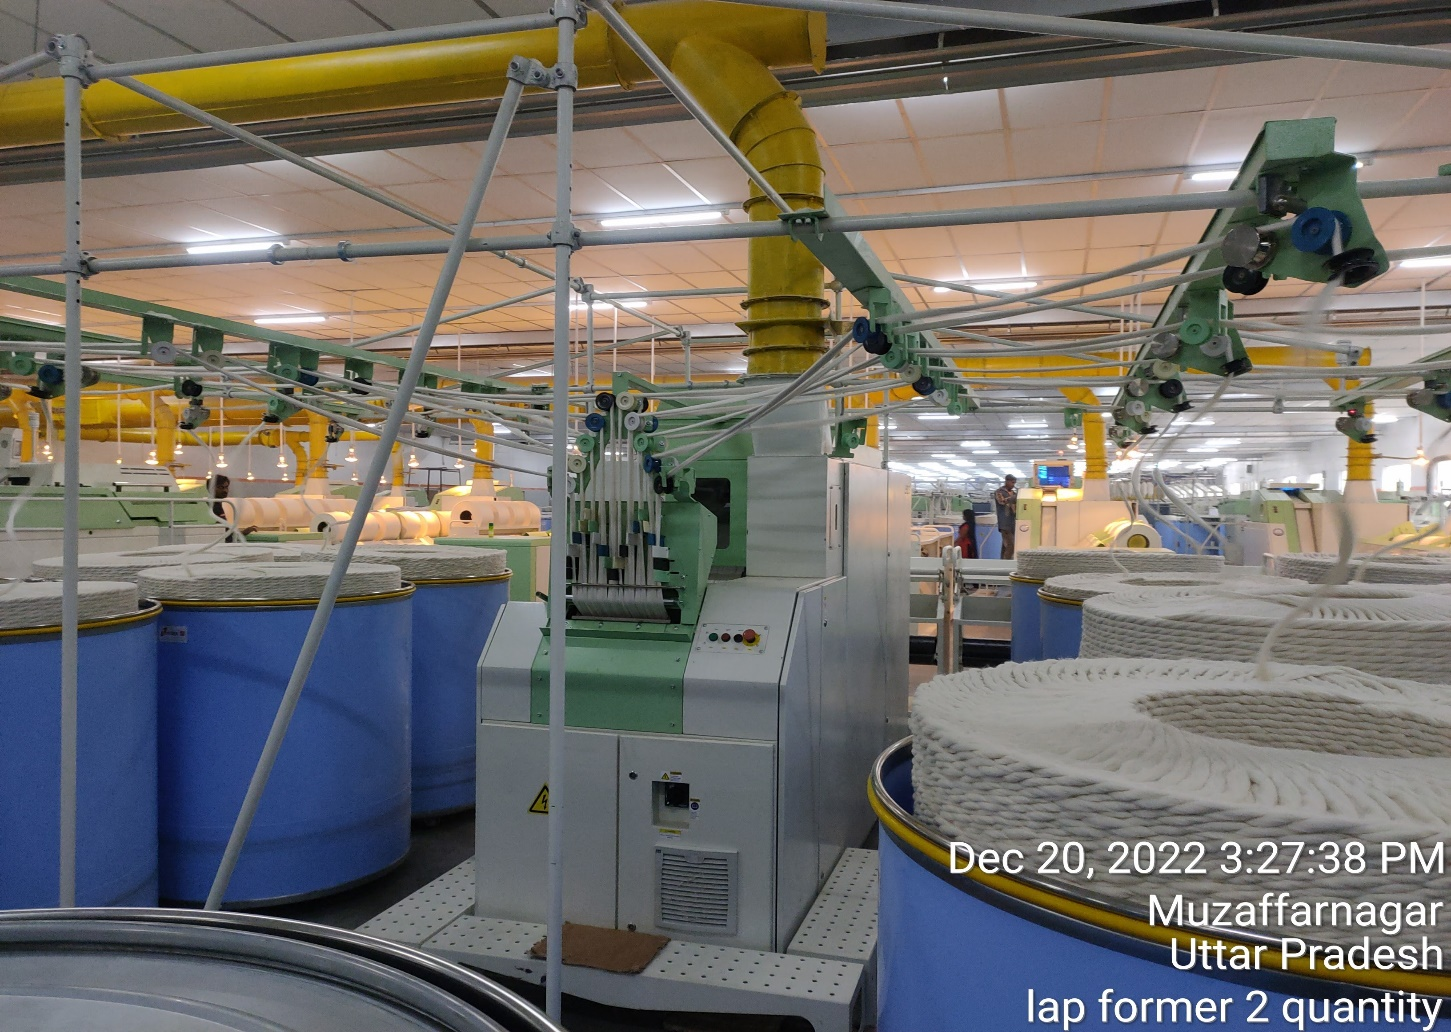 Dec 20, 2022 3:27:38 PM
Muzaffarnagar
Uttar Pradesh
lap former 2 quantity